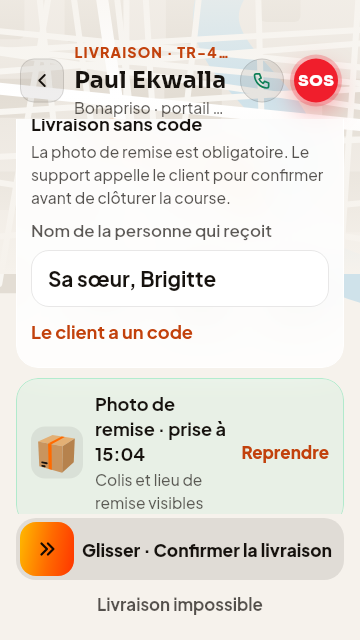 LIVRAISON · TR-4…
Paul Ekwalla
SOS
Bonapriso · portail …
Livraison sans code
La photo de remise est obligatoire. Le
support appelle le client pour confirmer
avant de clôturer la course.
Nom de la personne qui reçoit
Sa sœur, Brigitte
Le client a un code
Photo de
remise · prise à
15:04
Reprendre
Colis et lieu de
remise visibles
Glisser · Confirmer la livraison
Livraison impossible